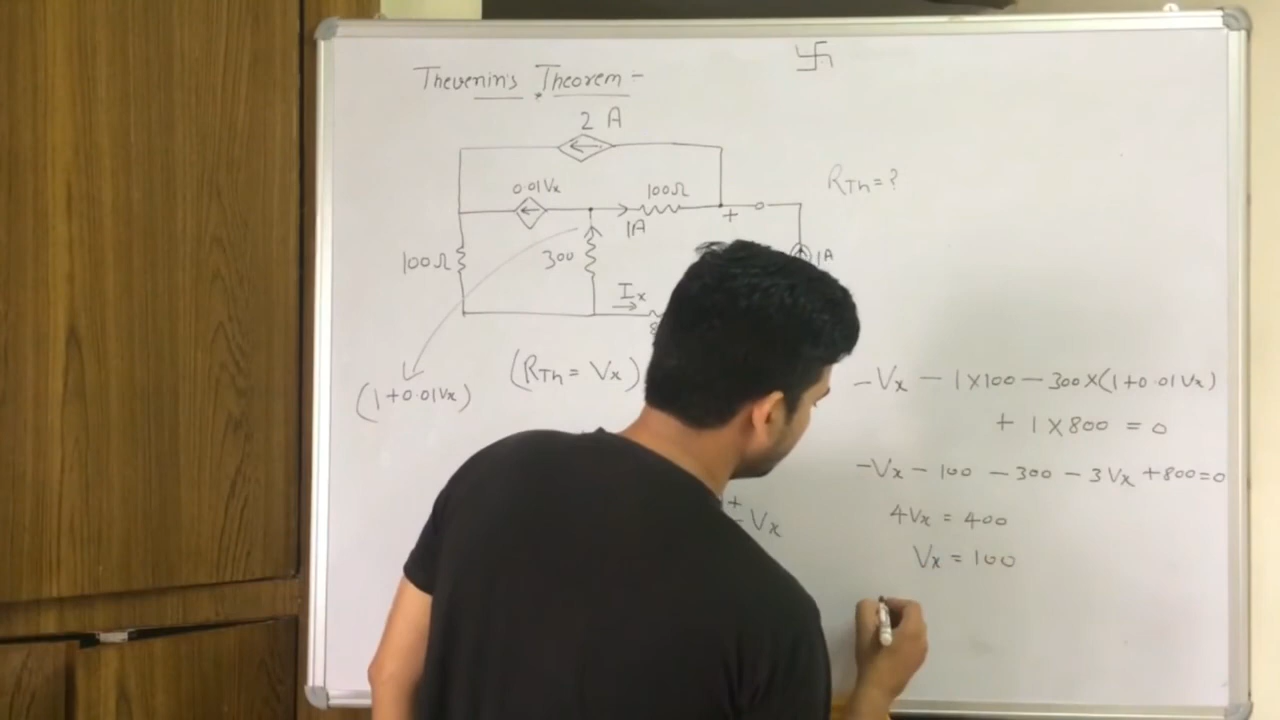 卐
Thevenin's Theorem -
2 A
0.01Vx
100Ω
RTh = ?
+
1A
100Ω
300
1A
Ix
(RTh = Vx)
(1+0.01Vx)
-Vx - 1×100 - 300×(1+0.01Vx)
+ 1×800 = 0
-Vx - 100 - 300 - 3Vx + 800 = 0
+
- Vx
4Vx = 400
Vx = 100